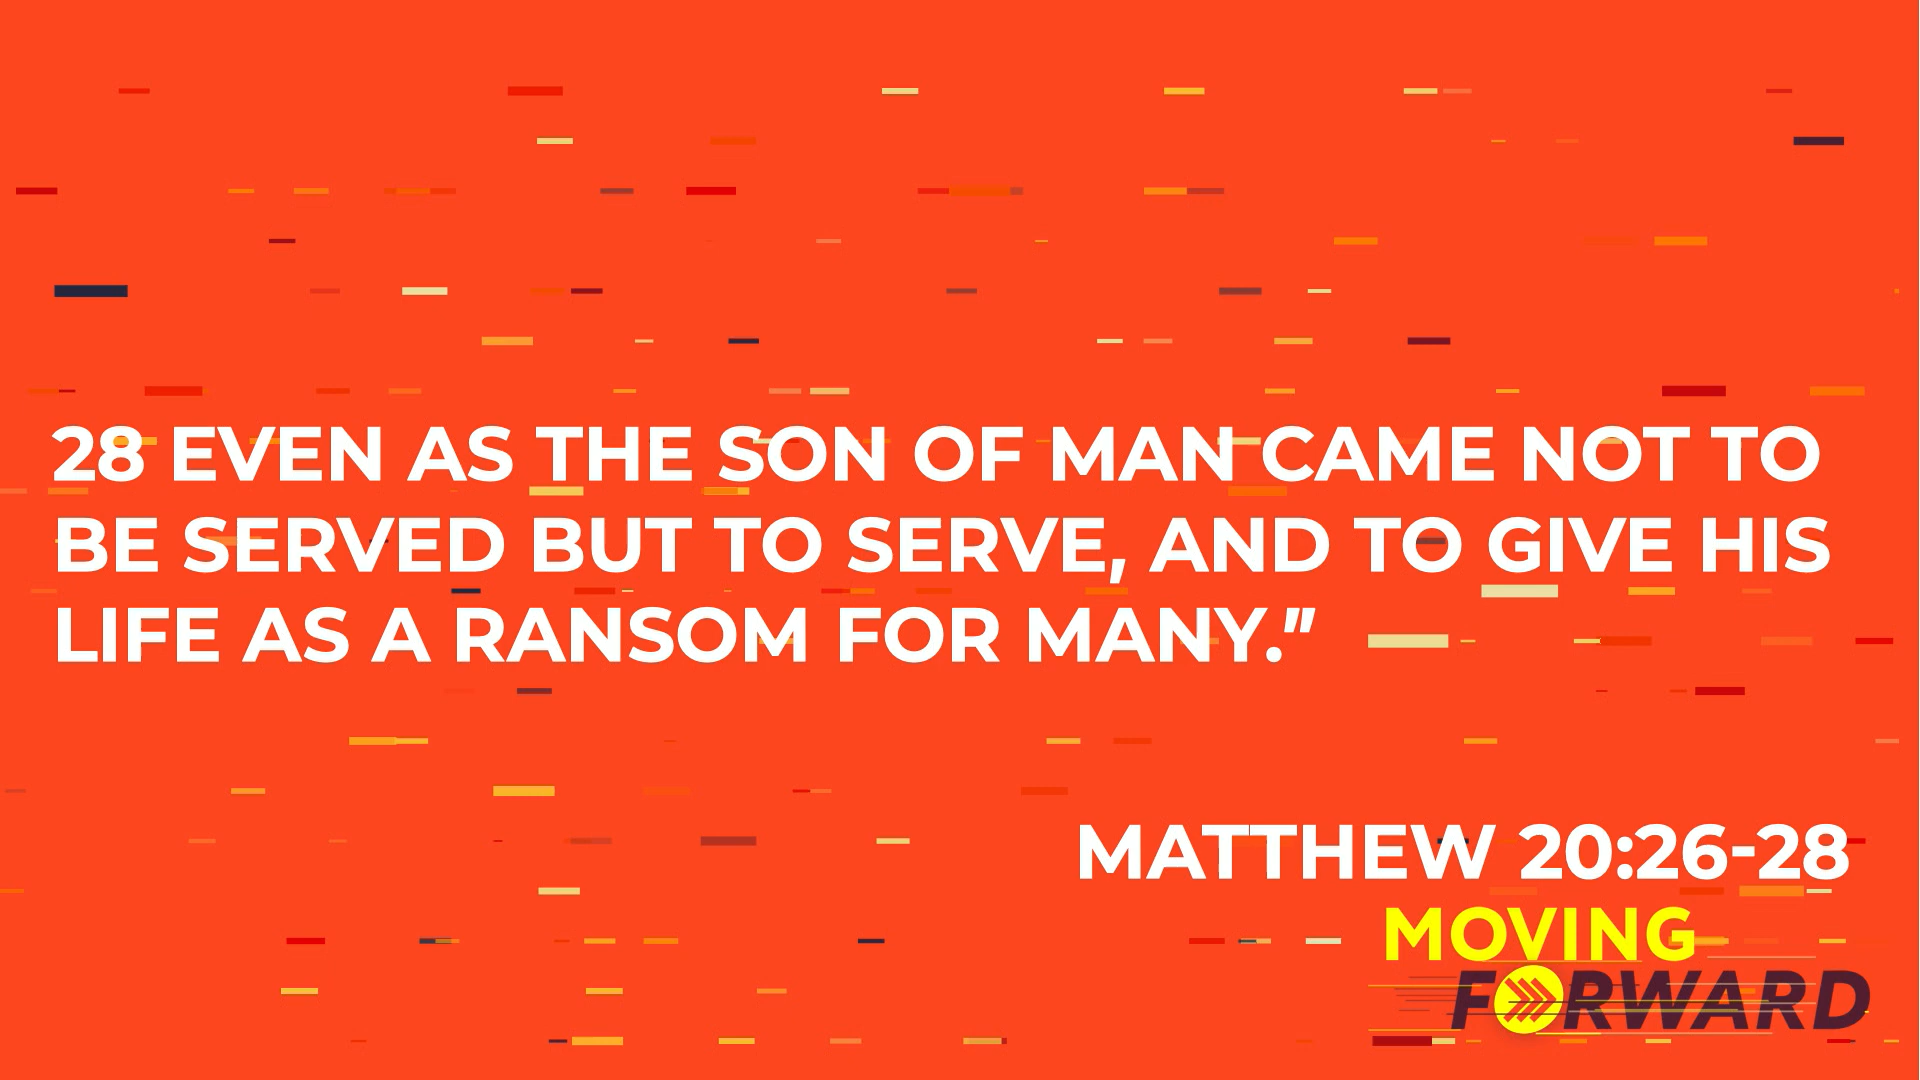 28 EVEN AS THE SON OF MAN CAME NOT TO
BE SERVED BUT TO SERVE, AND TO GIVE HIS
LIFE AS A RANSOM FOR MANY.”
MATTHEW 20:26-28
MOVING
FORWARD